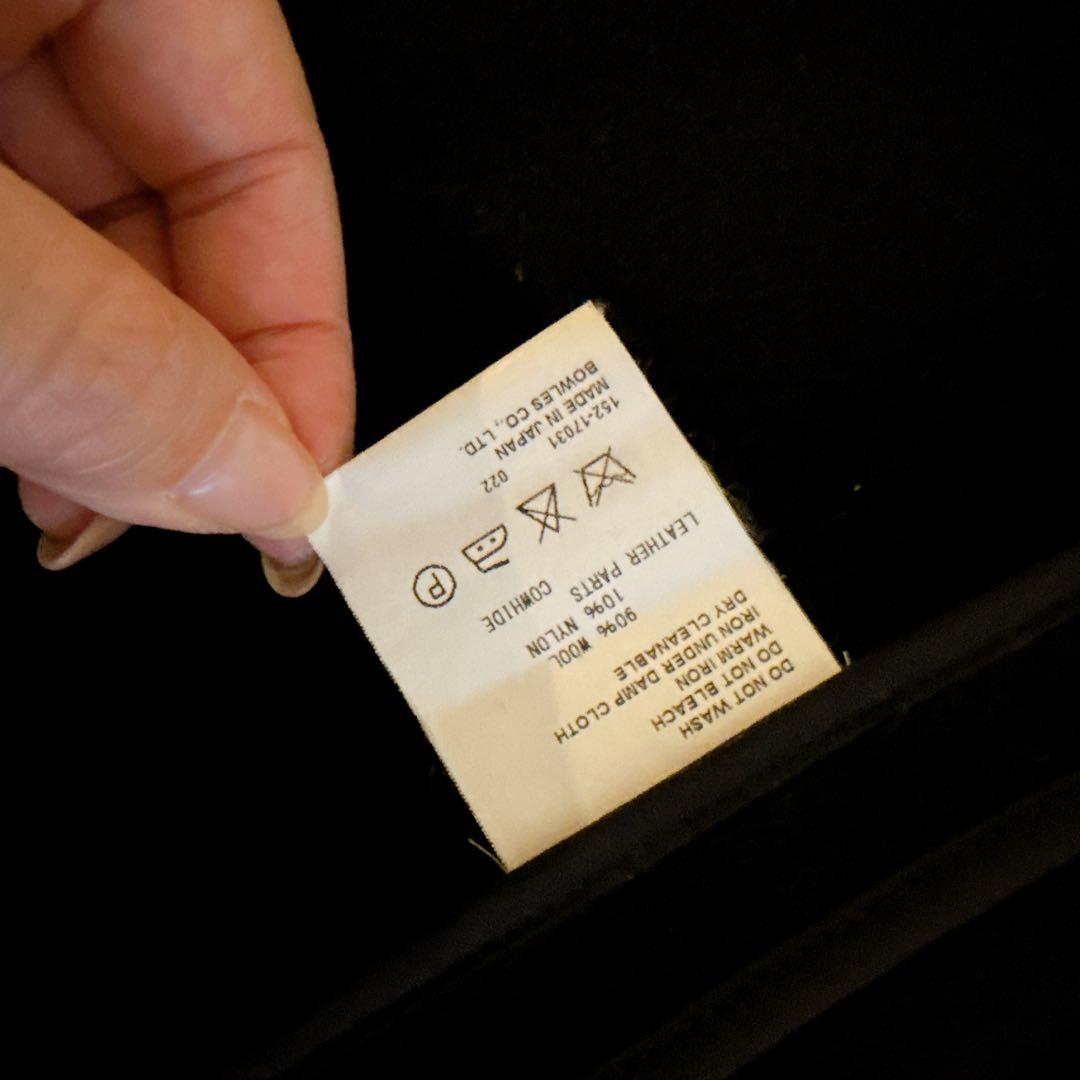 DO NOT WASH
DO NOT BLEACH
WARM IRON
IRON UNDER DAMP CLOTH
DRY CLEANABLE
90% WOOL
10% NYLON
LEATHER PARTS
COWHIDE
P
022
152-17031
MADE IN JAPAN
BOWLES CO., LTD.